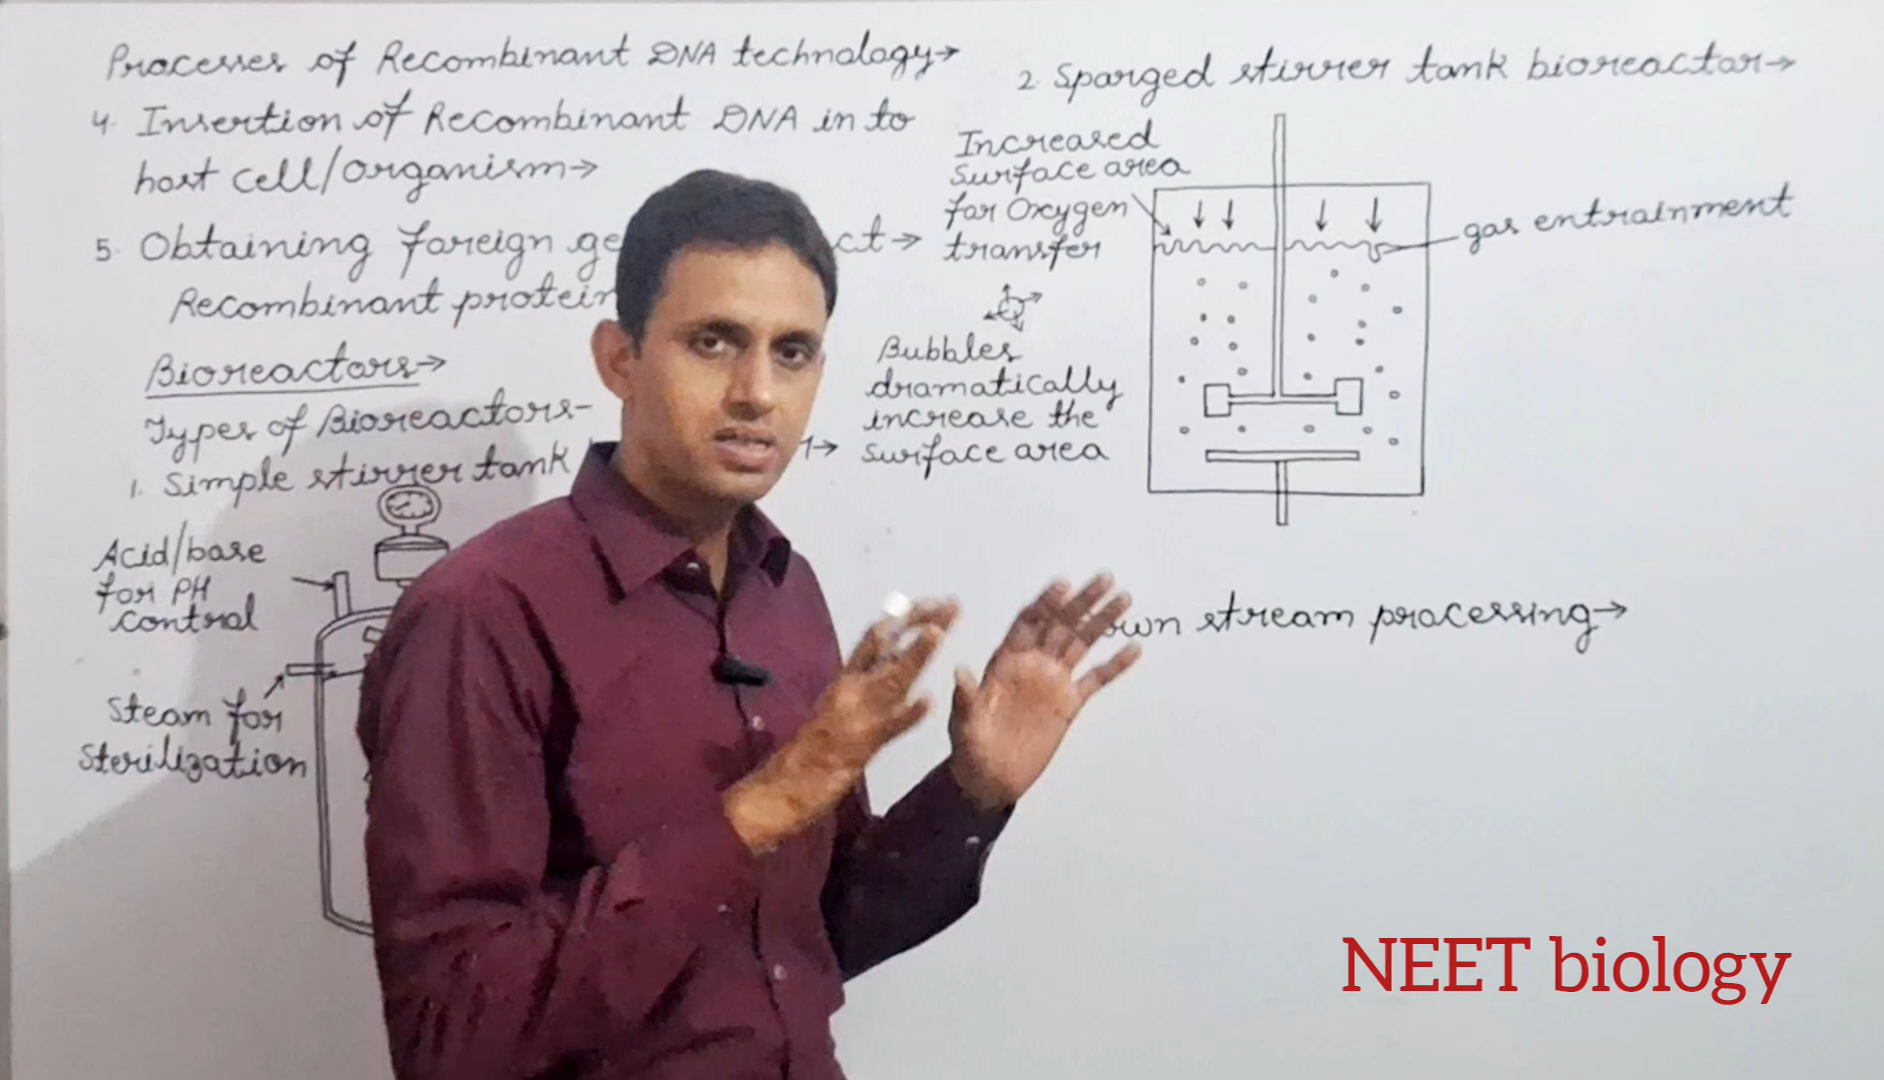 Processes of Recombinant DNA technology→
4. Insertion of Recombinant DNA in to
host cell/organism→
5. Obtaining foreign
Recombinant protein
Bioreactors→
Types of Bioreactors-
1. Simple stirrer tank
Acid/base
for PH
control
Steam for
sterilization
2. Sparged stirrer tank bioreactor→
Increased
surface area
for Oxygen
transfer
gas entrainment
Bubbles
dramatically
increase the
surface area
stream processing→
NEET biology